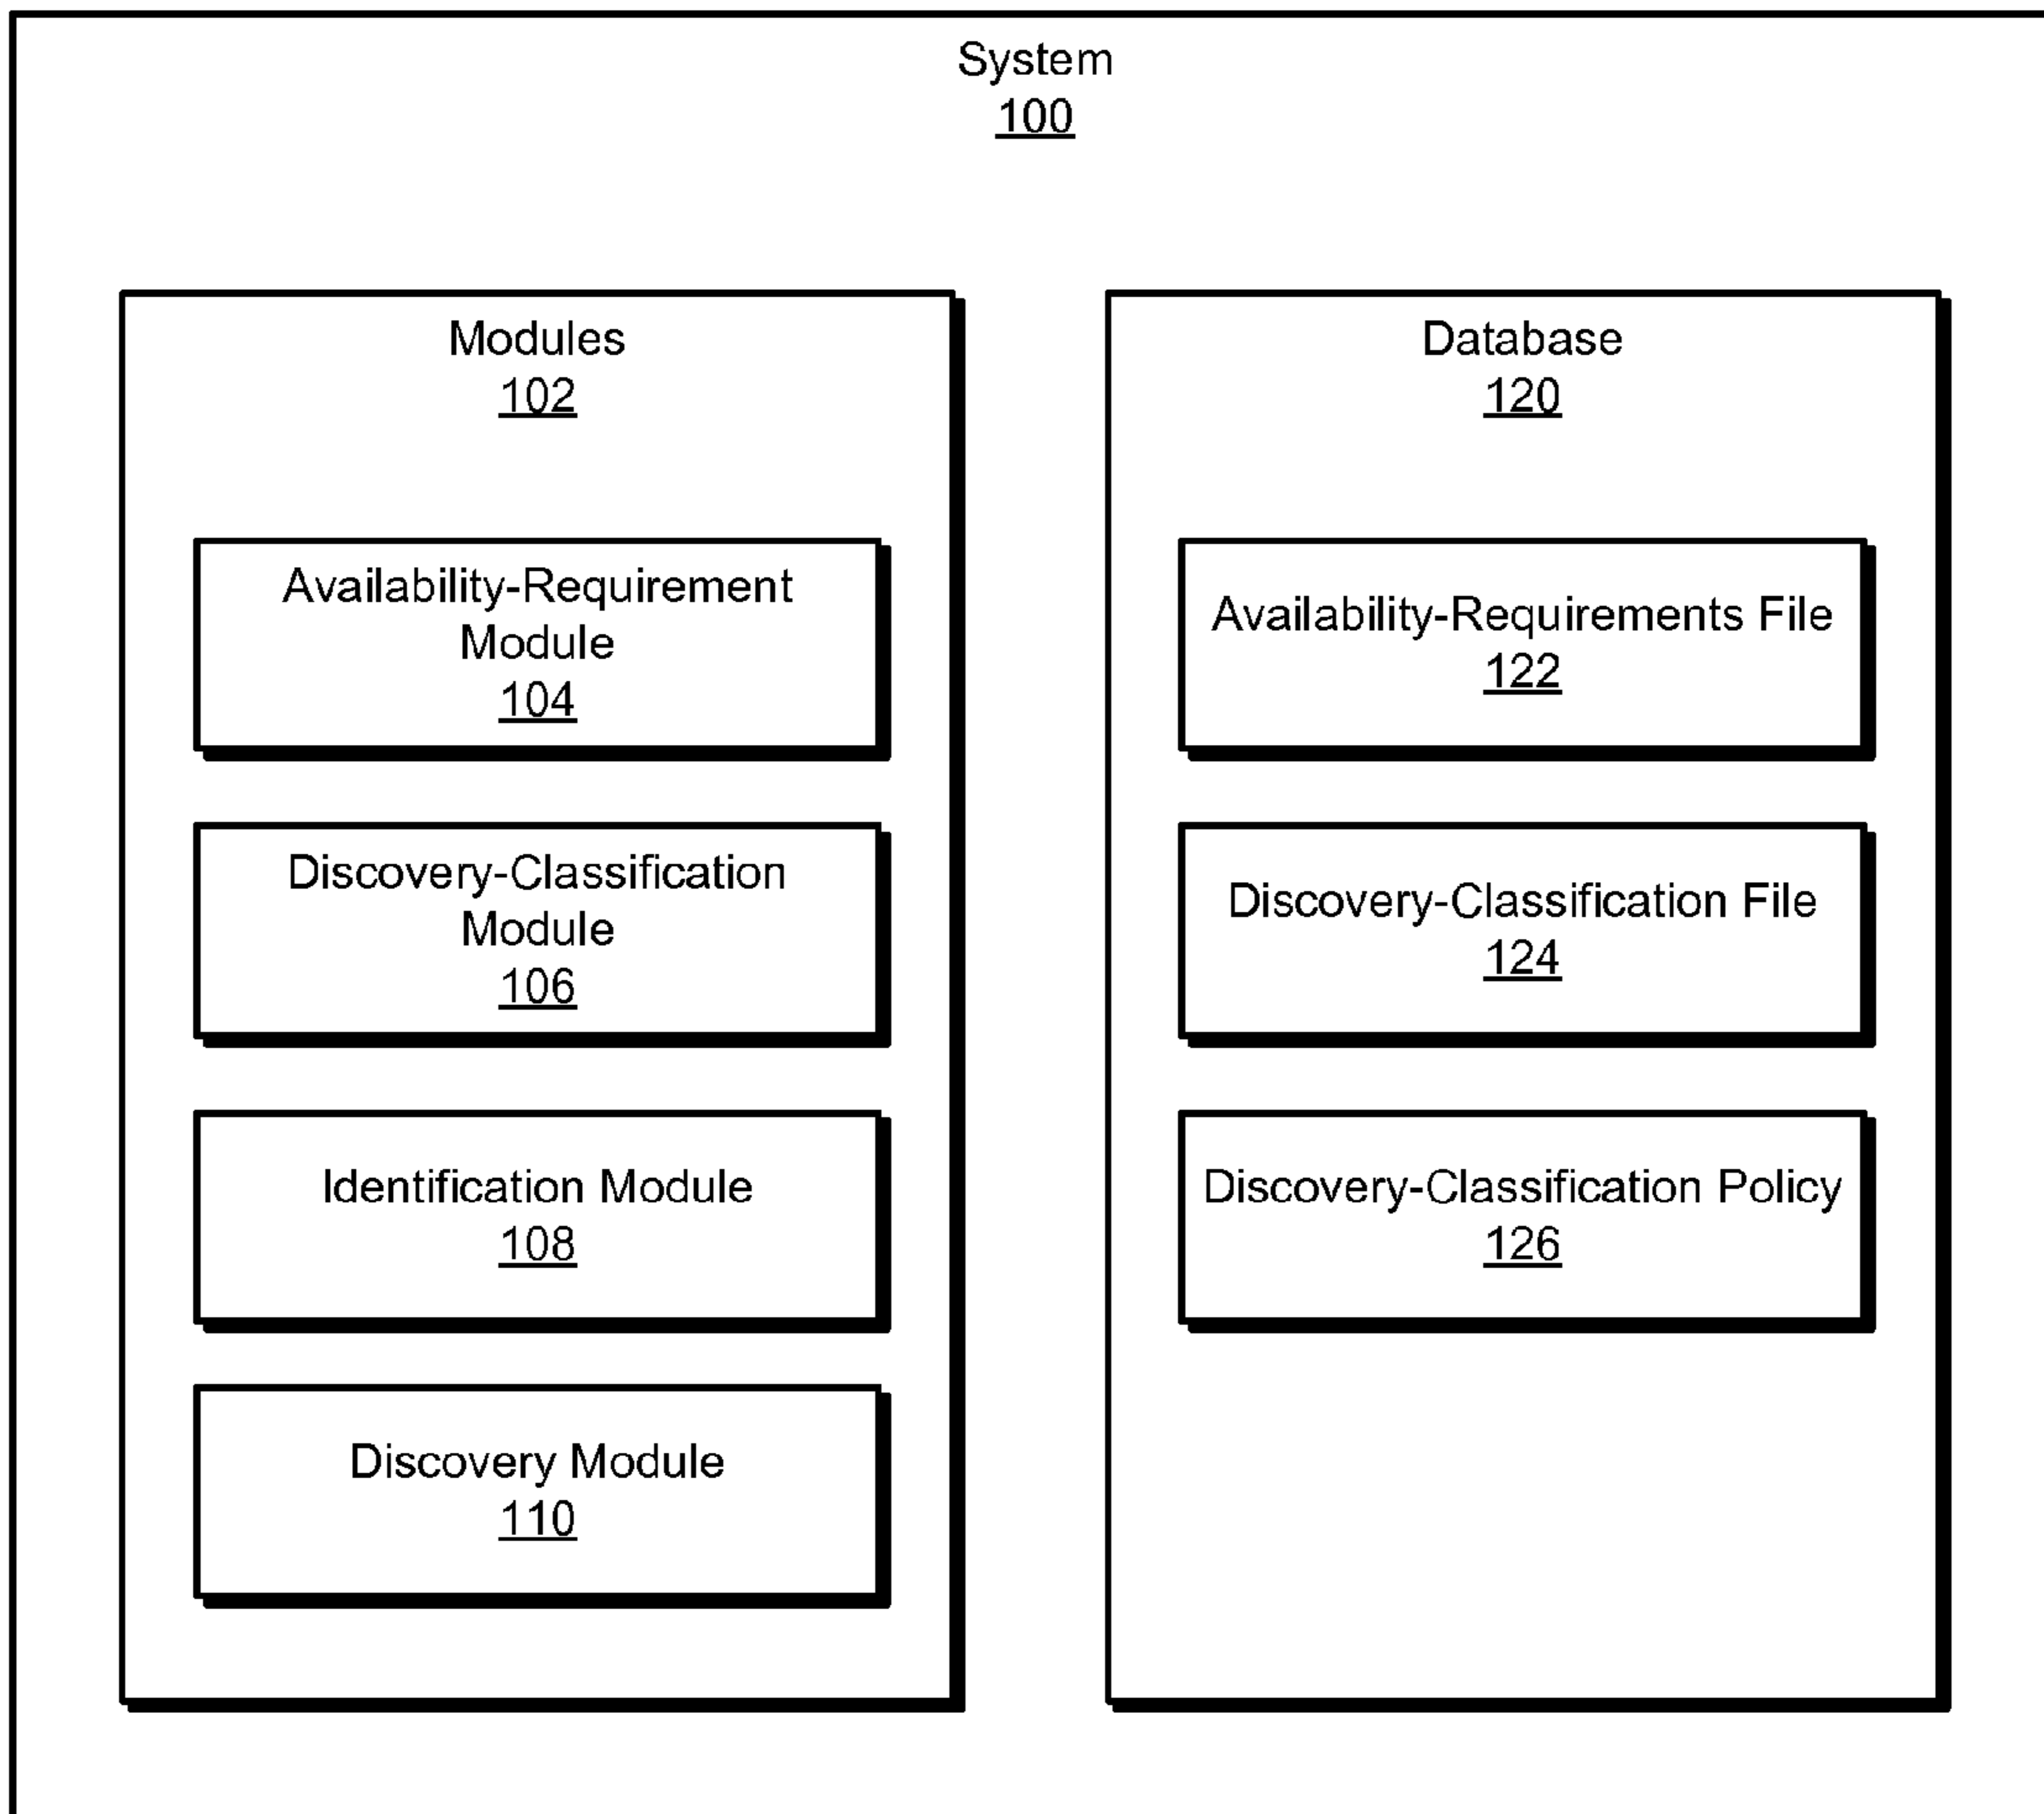 System
100
Modules
102
Availability-Requirement
Module
104
Discovery-Classification
Module
106
Identification Module
108
Discovery Module
110
Database
120
Availability-Requirements File
122
Discovery-Classification File
124
Discovery-Classification Policy
126